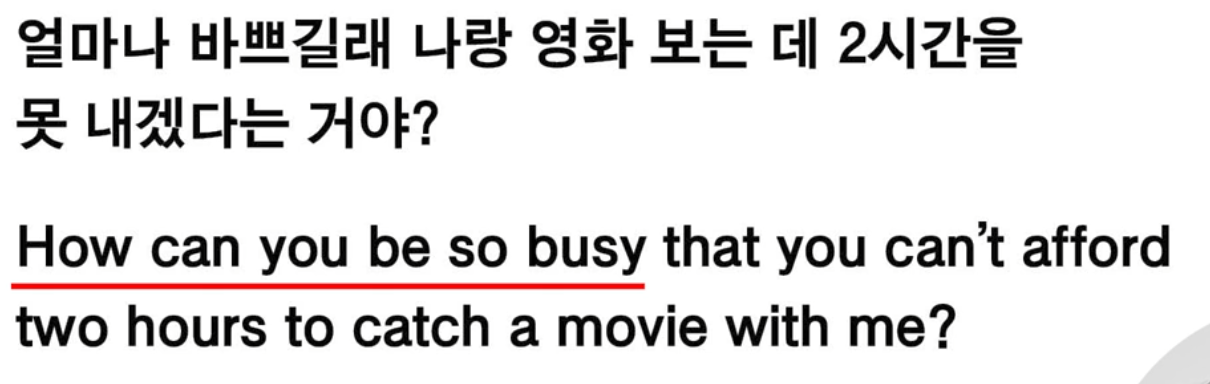 얼마나 바쁘길래 나랑 영화 보는 데 2시간을
못 내겠다는 거야?
How can you be so busy that you can’t afford
two hours to catch a movie with me?